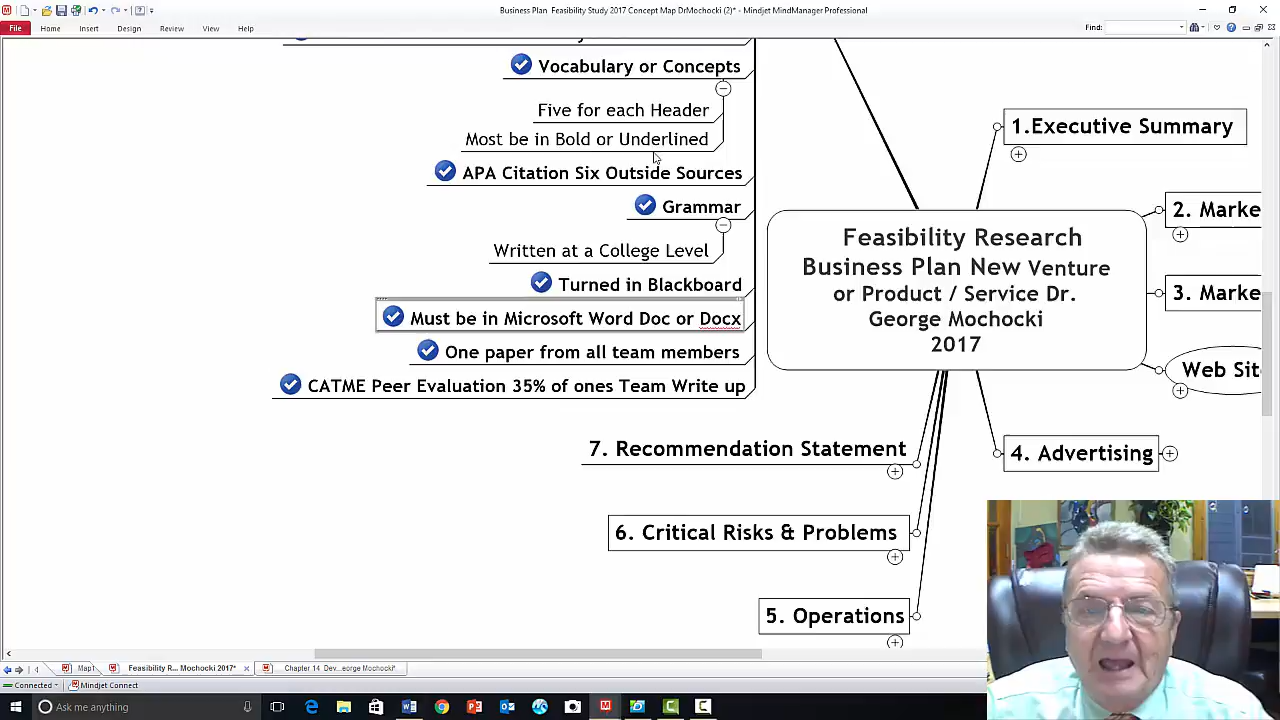 Business Plan Feasibility Study 2017 Concept Map DrMochocki (2)* - Mindjet MindManager Professional
File Home Insert Design Review View Help
Find:
Vocabulary or Concepts
Five for each Header
Most be in Bold or Underlined
APA Citation Six Outside Sources
Grammar
Written at a College Level
Turned in Blackboard
Must be in Microsoft Word Doc or Docx
One paper from all team members
CATME Peer Evaluation 35% of ones Team Write up
Feasibility Research
Business Plan New Venture
or Product / Service Dr.
George Mochocki
2017
1.Executive Summary
2. Marke
3. Marke
Web Sit
4. Advertising
7. Recommendation Statement
6. Critical Risks & Problems
5. Operations
Map1
Feasibility R... Mochocki 2017*
Chapter 14 Dev...eorge Mochocki*
Connected
Mindjet Connect
Ask me anything